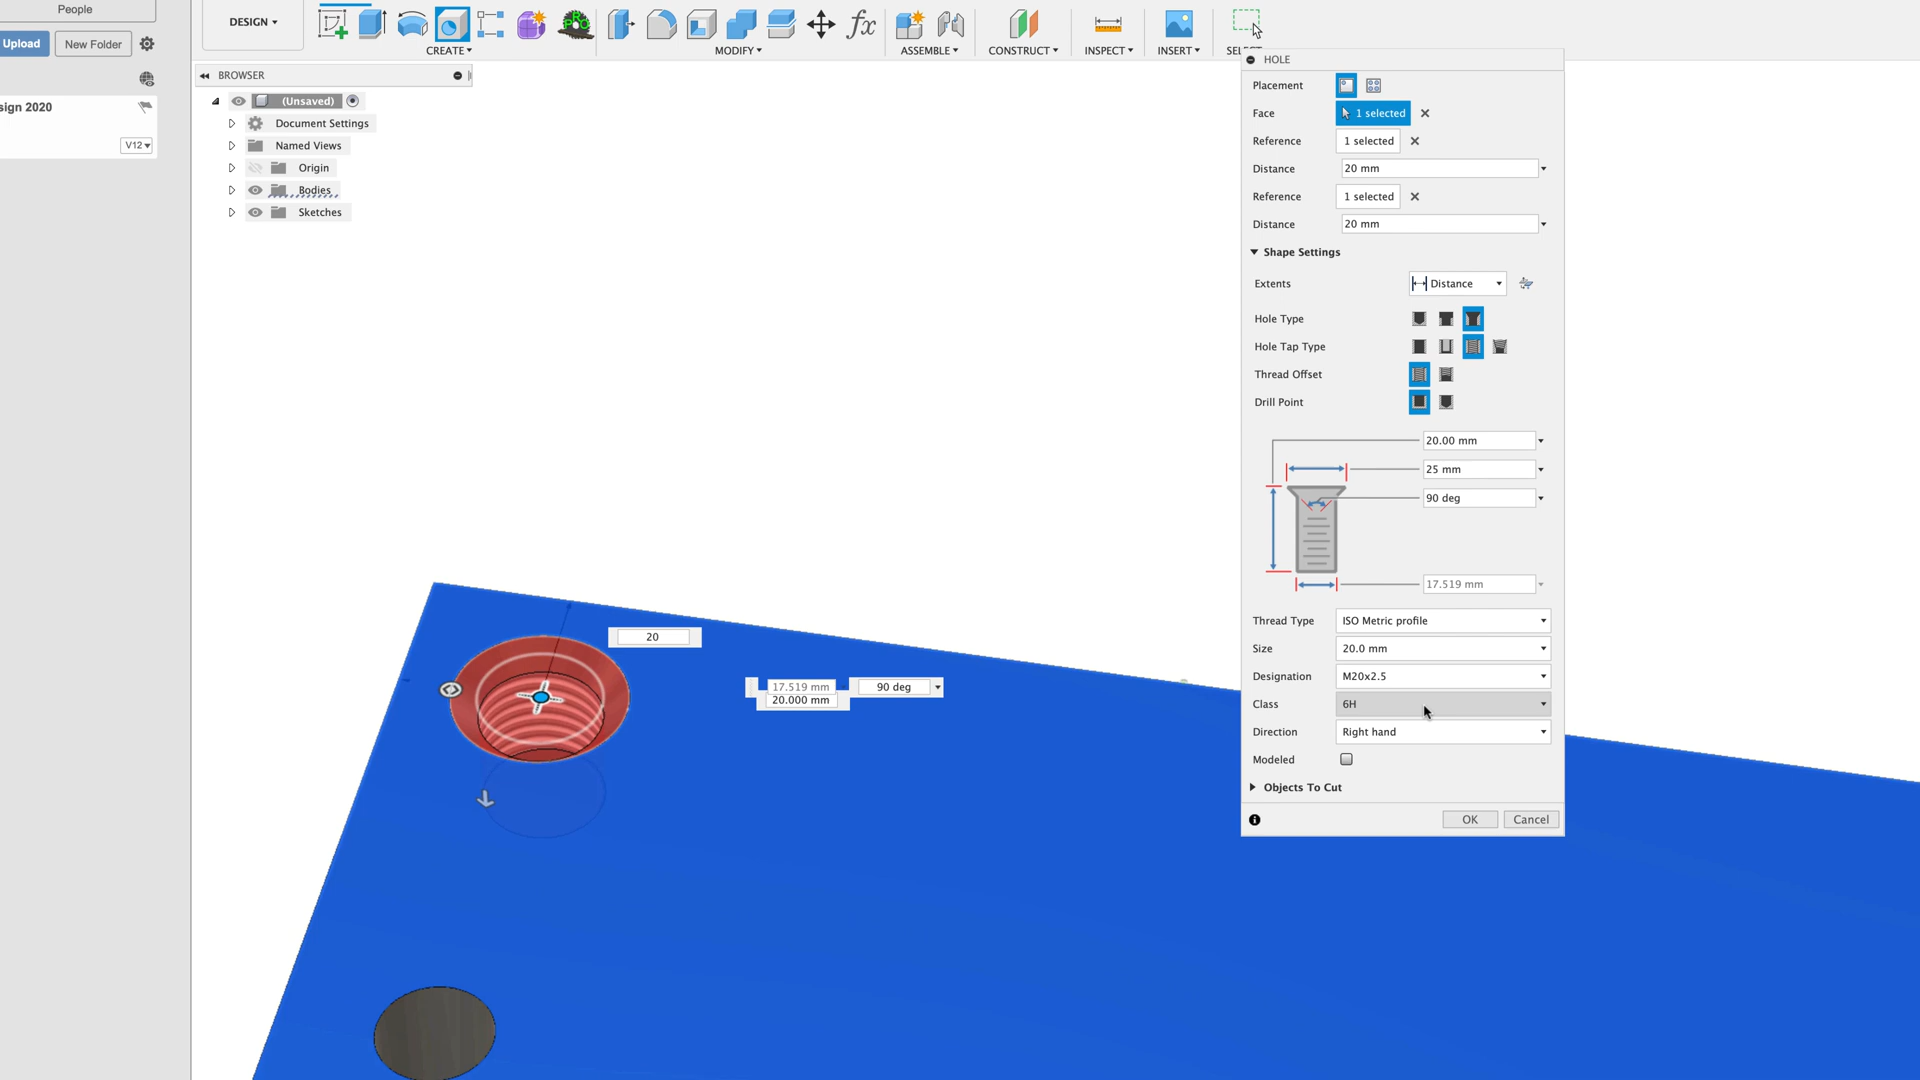 People
Upload
New Folder
sign 2020
V12
DESIGN
CREATE
MODIFY
fx
ASSEMBLE
CONSTRUCT
INSPECT
INSERT
SELECT
BROWSER
(Unsaved)
Document Settings
Named Views
Origin
Bodies
Sketches
HOLE
Placement
Face 1 selected
Reference 1 selected
Distance 20 mm
Reference 1 selected
Distance 20 mm
Shape Settings
Extents Distance
Hole Type
Hole Tap Type
Thread Offset
Drill Point
20.00 mm
25 mm
90 deg
17.519 mm
Thread Type ISO Metric profile
Size 20.0 mm
Designation M20x2.5
Class 6H
Direction Right hand
Modeled
Objects To Cut
OK Cancel
20
17.519 mm 90 deg
20.000 mm